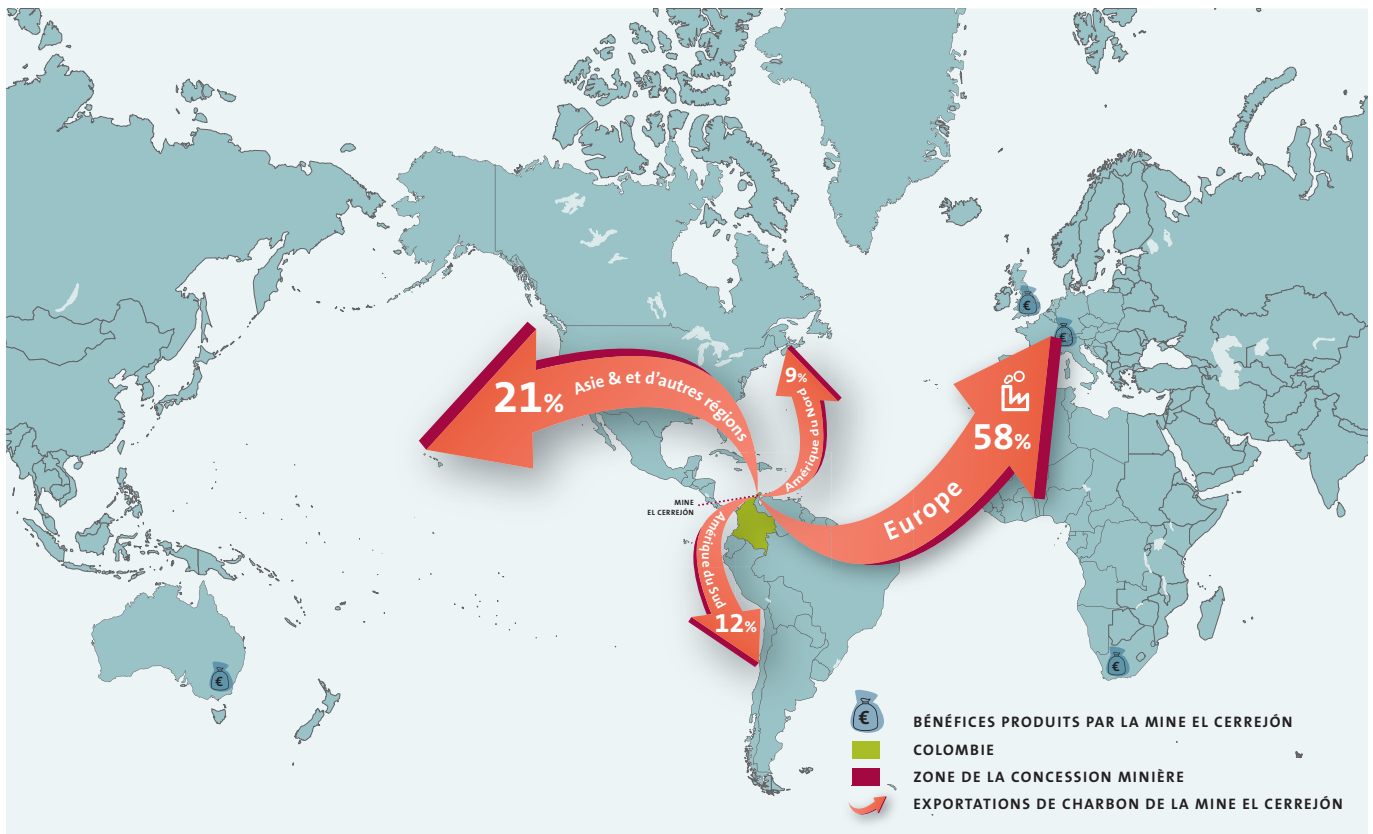 21%
Asie & et d'autres régions
9%
Amérique du Nord
58%
Europe
MINE
EL CERREJÓN
Amérique du Sud
12%
€
€
€
€
€
BÉNÉFICES PRODUITS PAR LA MINE EL CERREJÓN
COLOMBIE
ZONE DE LA CONCESSION MINIÈRE
EXPORTATIONS DE CHARBON DE LA MINE EL CERREJÓN